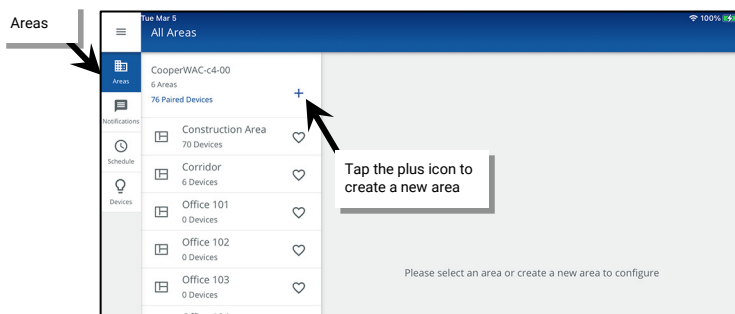 Areas
Tue Mar 5
100%
All Areas
Areas
Notifications
Schedule
Devices
CooperWAC-c4-00
6 Areas
76 Paired Devices
Construction Area
70 Devices
Corridor
6 Devices
Office 101
0 Devices
Office 102
0 Devices
Office 103
0 Devices
Tap the plus icon to
create a new area
Please select an area or create a new area to configure